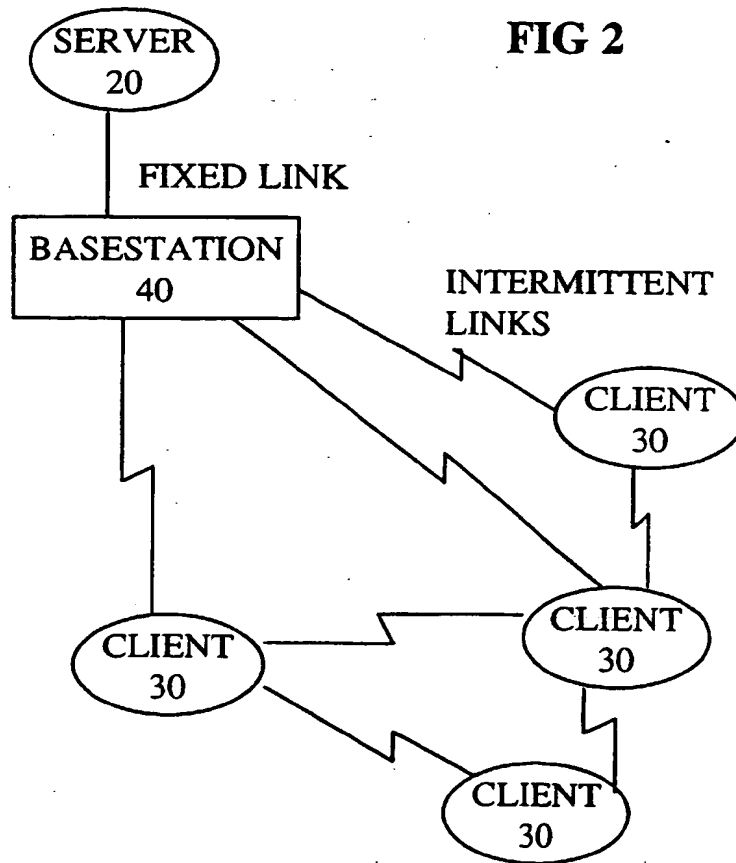 FIG 2
SERVER
20
FIXED LINK
BASESTATION
40
INTERMITTENT
LINKS
CLIENT
30
CLIENT
30
CLIENT
30
CLIENT
30